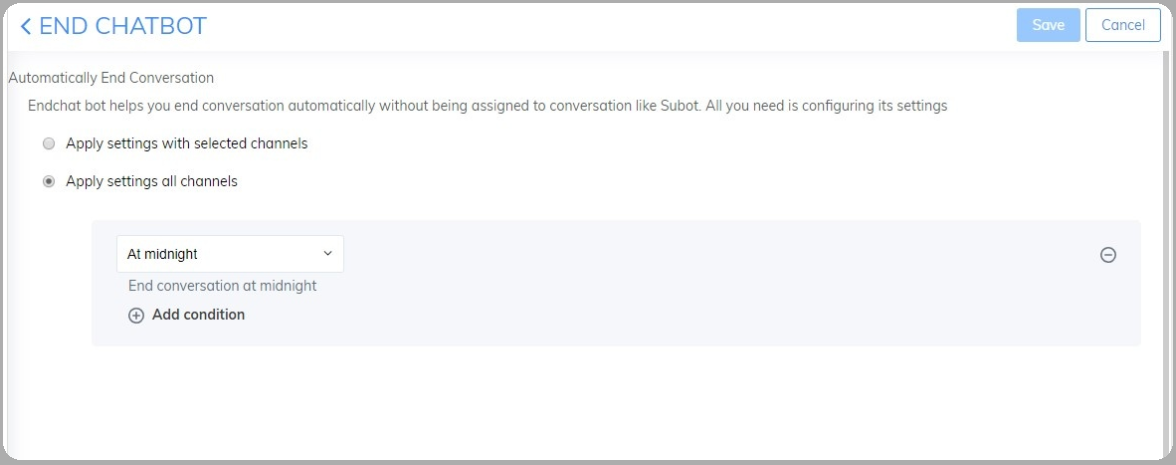 END CHATBOT
Save
Cancel
Automatically End Conversation
Endchat bot helps you end conversation automatically without being assigned to conversation like Subot. All you need is configuring its settings
Apply settings with selected channels
Apply settings all channels
At midnight
End conversation at midnight
Add condition